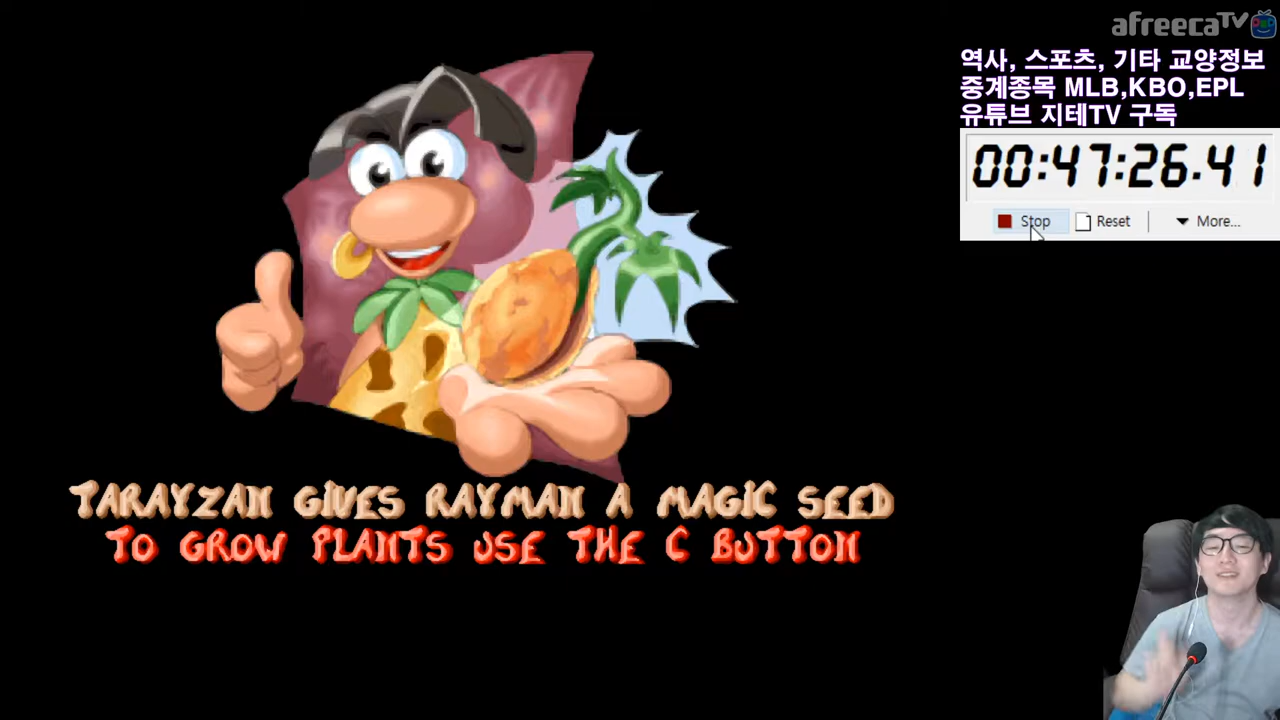 afreecaTV
역사, 스포츠, 기타 교양정보
중계종목 MLB,KBO,EPL
유튜브 지테TV 구독
00:47:26.41
Stop Reset More...
TARAYZAN GIVES RAYMAN A MAGIC SEED
TO GROW PLANTS USE THE C BUTTON